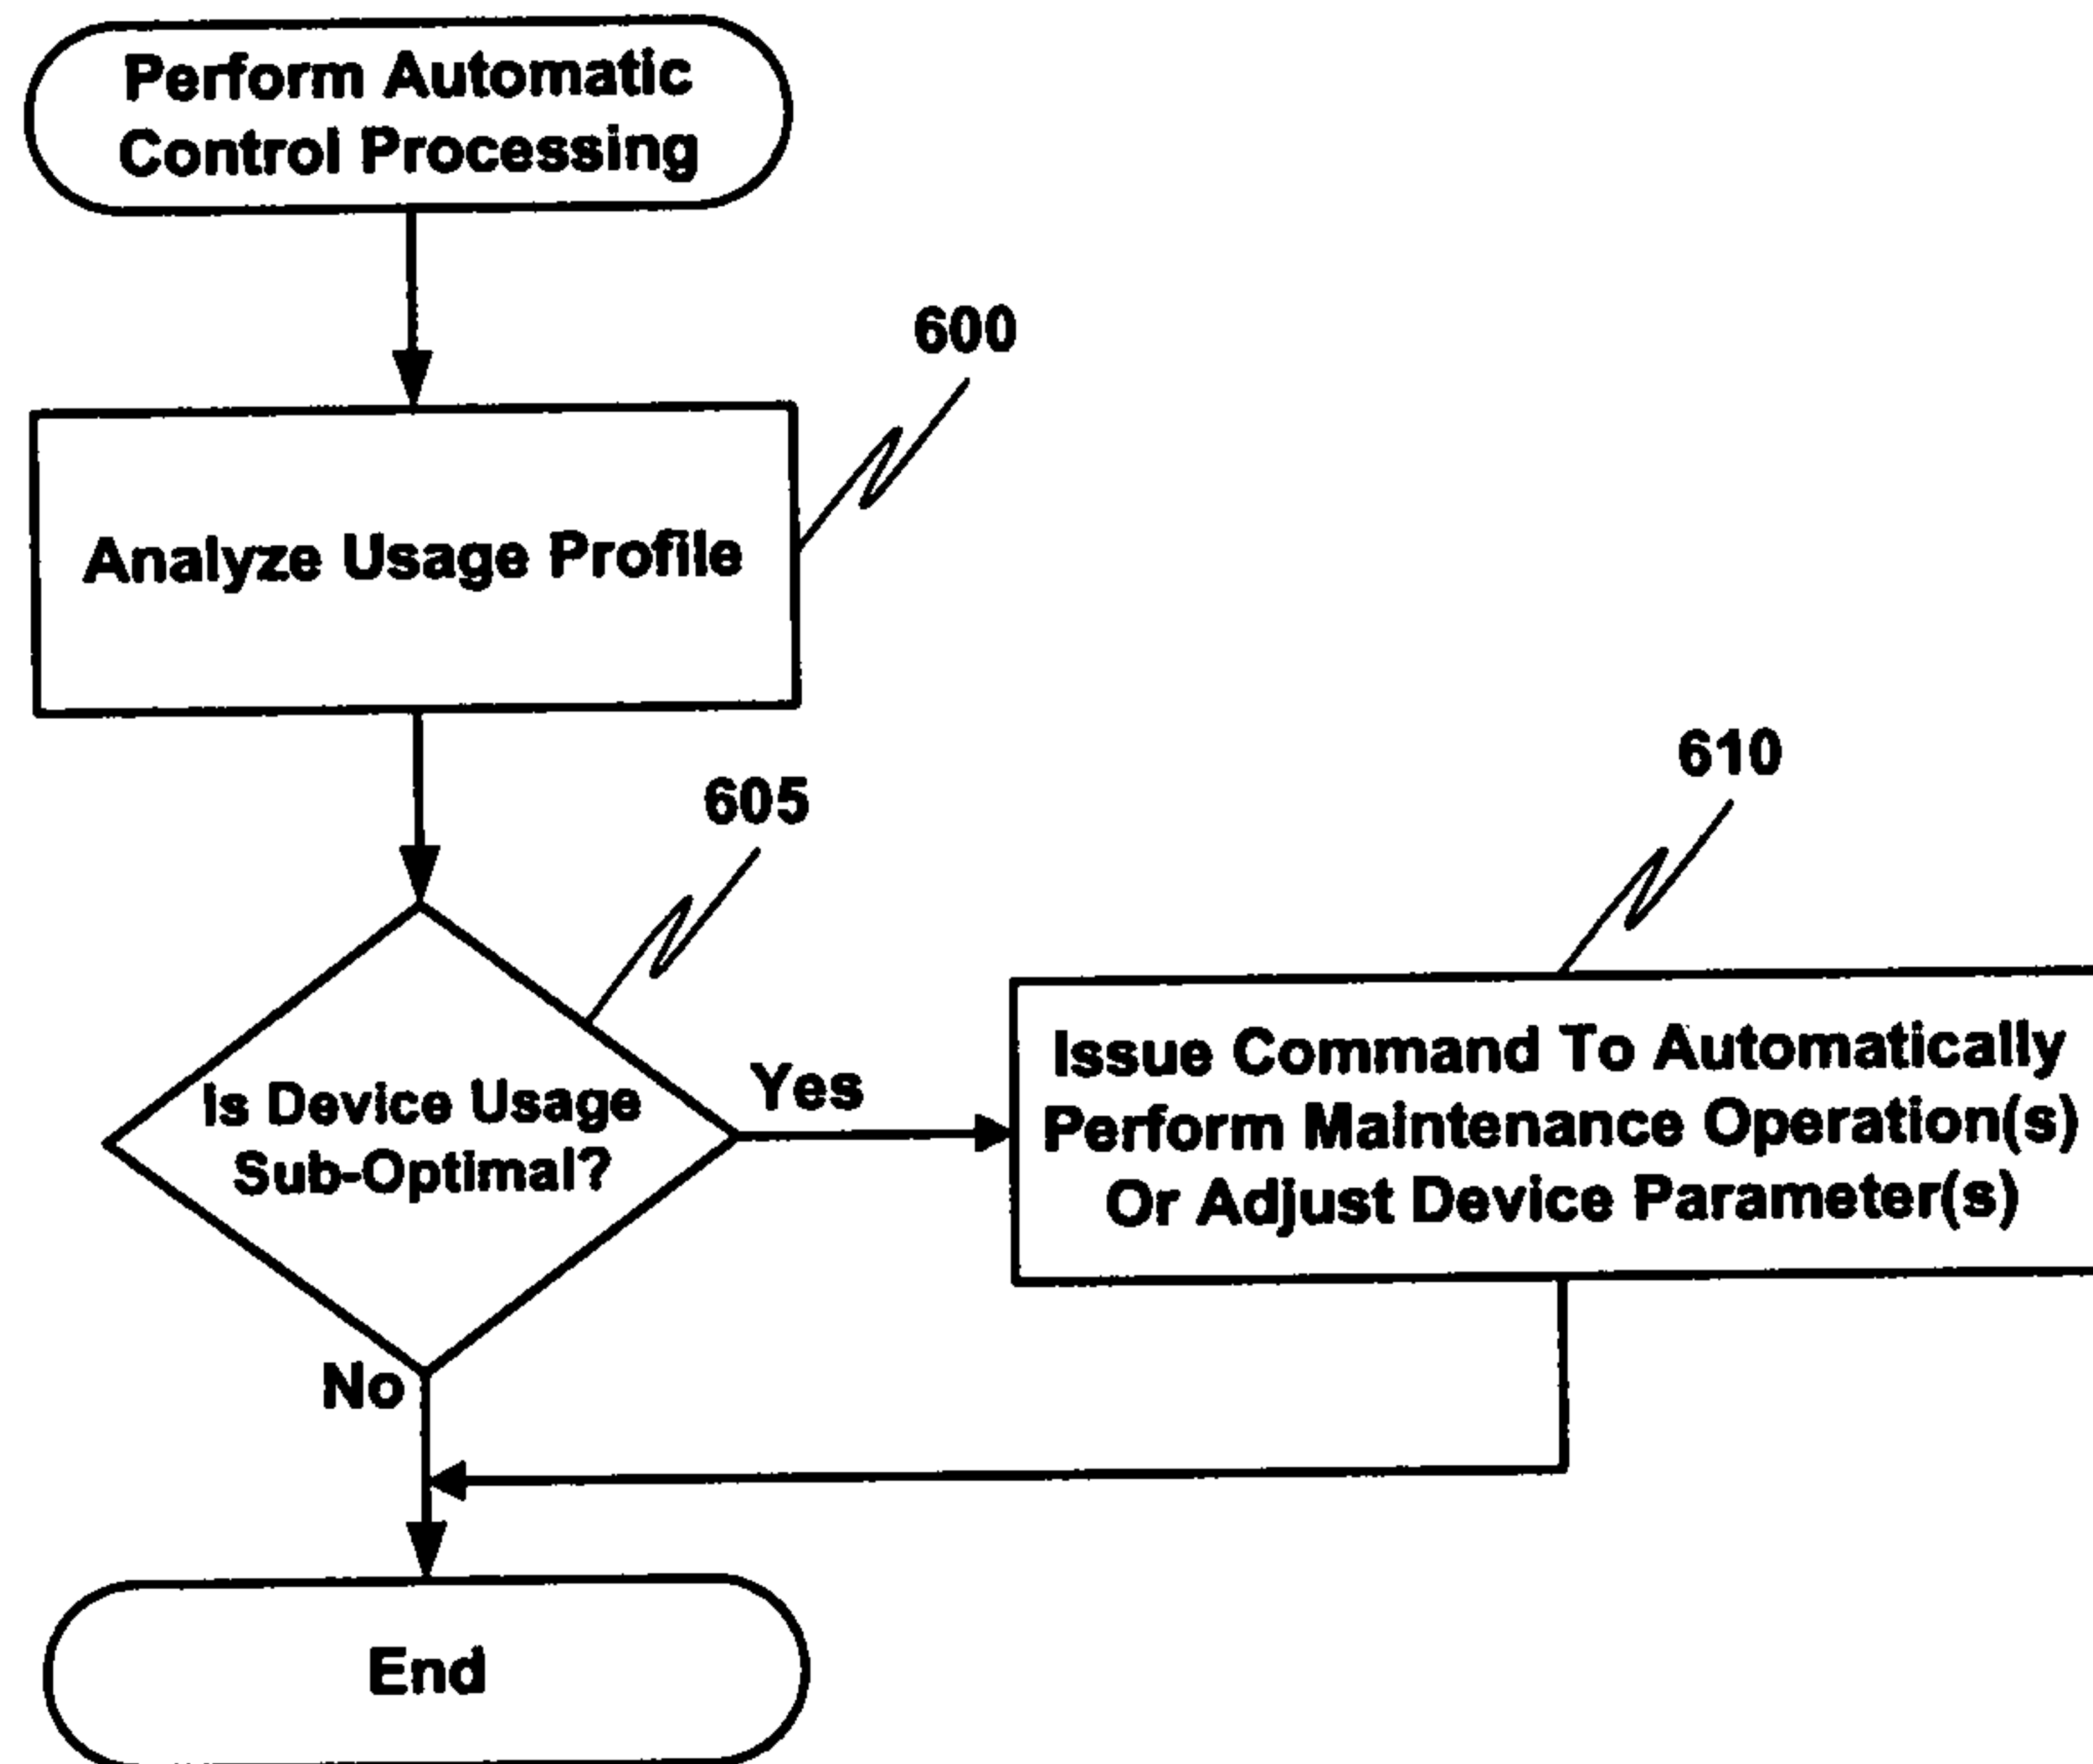 Perform Automatic
Control Processing
600
Analyze Usage Profile
605
610
Is Device Usage
Sub-Optimal?
Yes
Issue Command To Automatically
Perform Maintenance Operation(s)
Or Adjust Device Parameter(s)
No
End